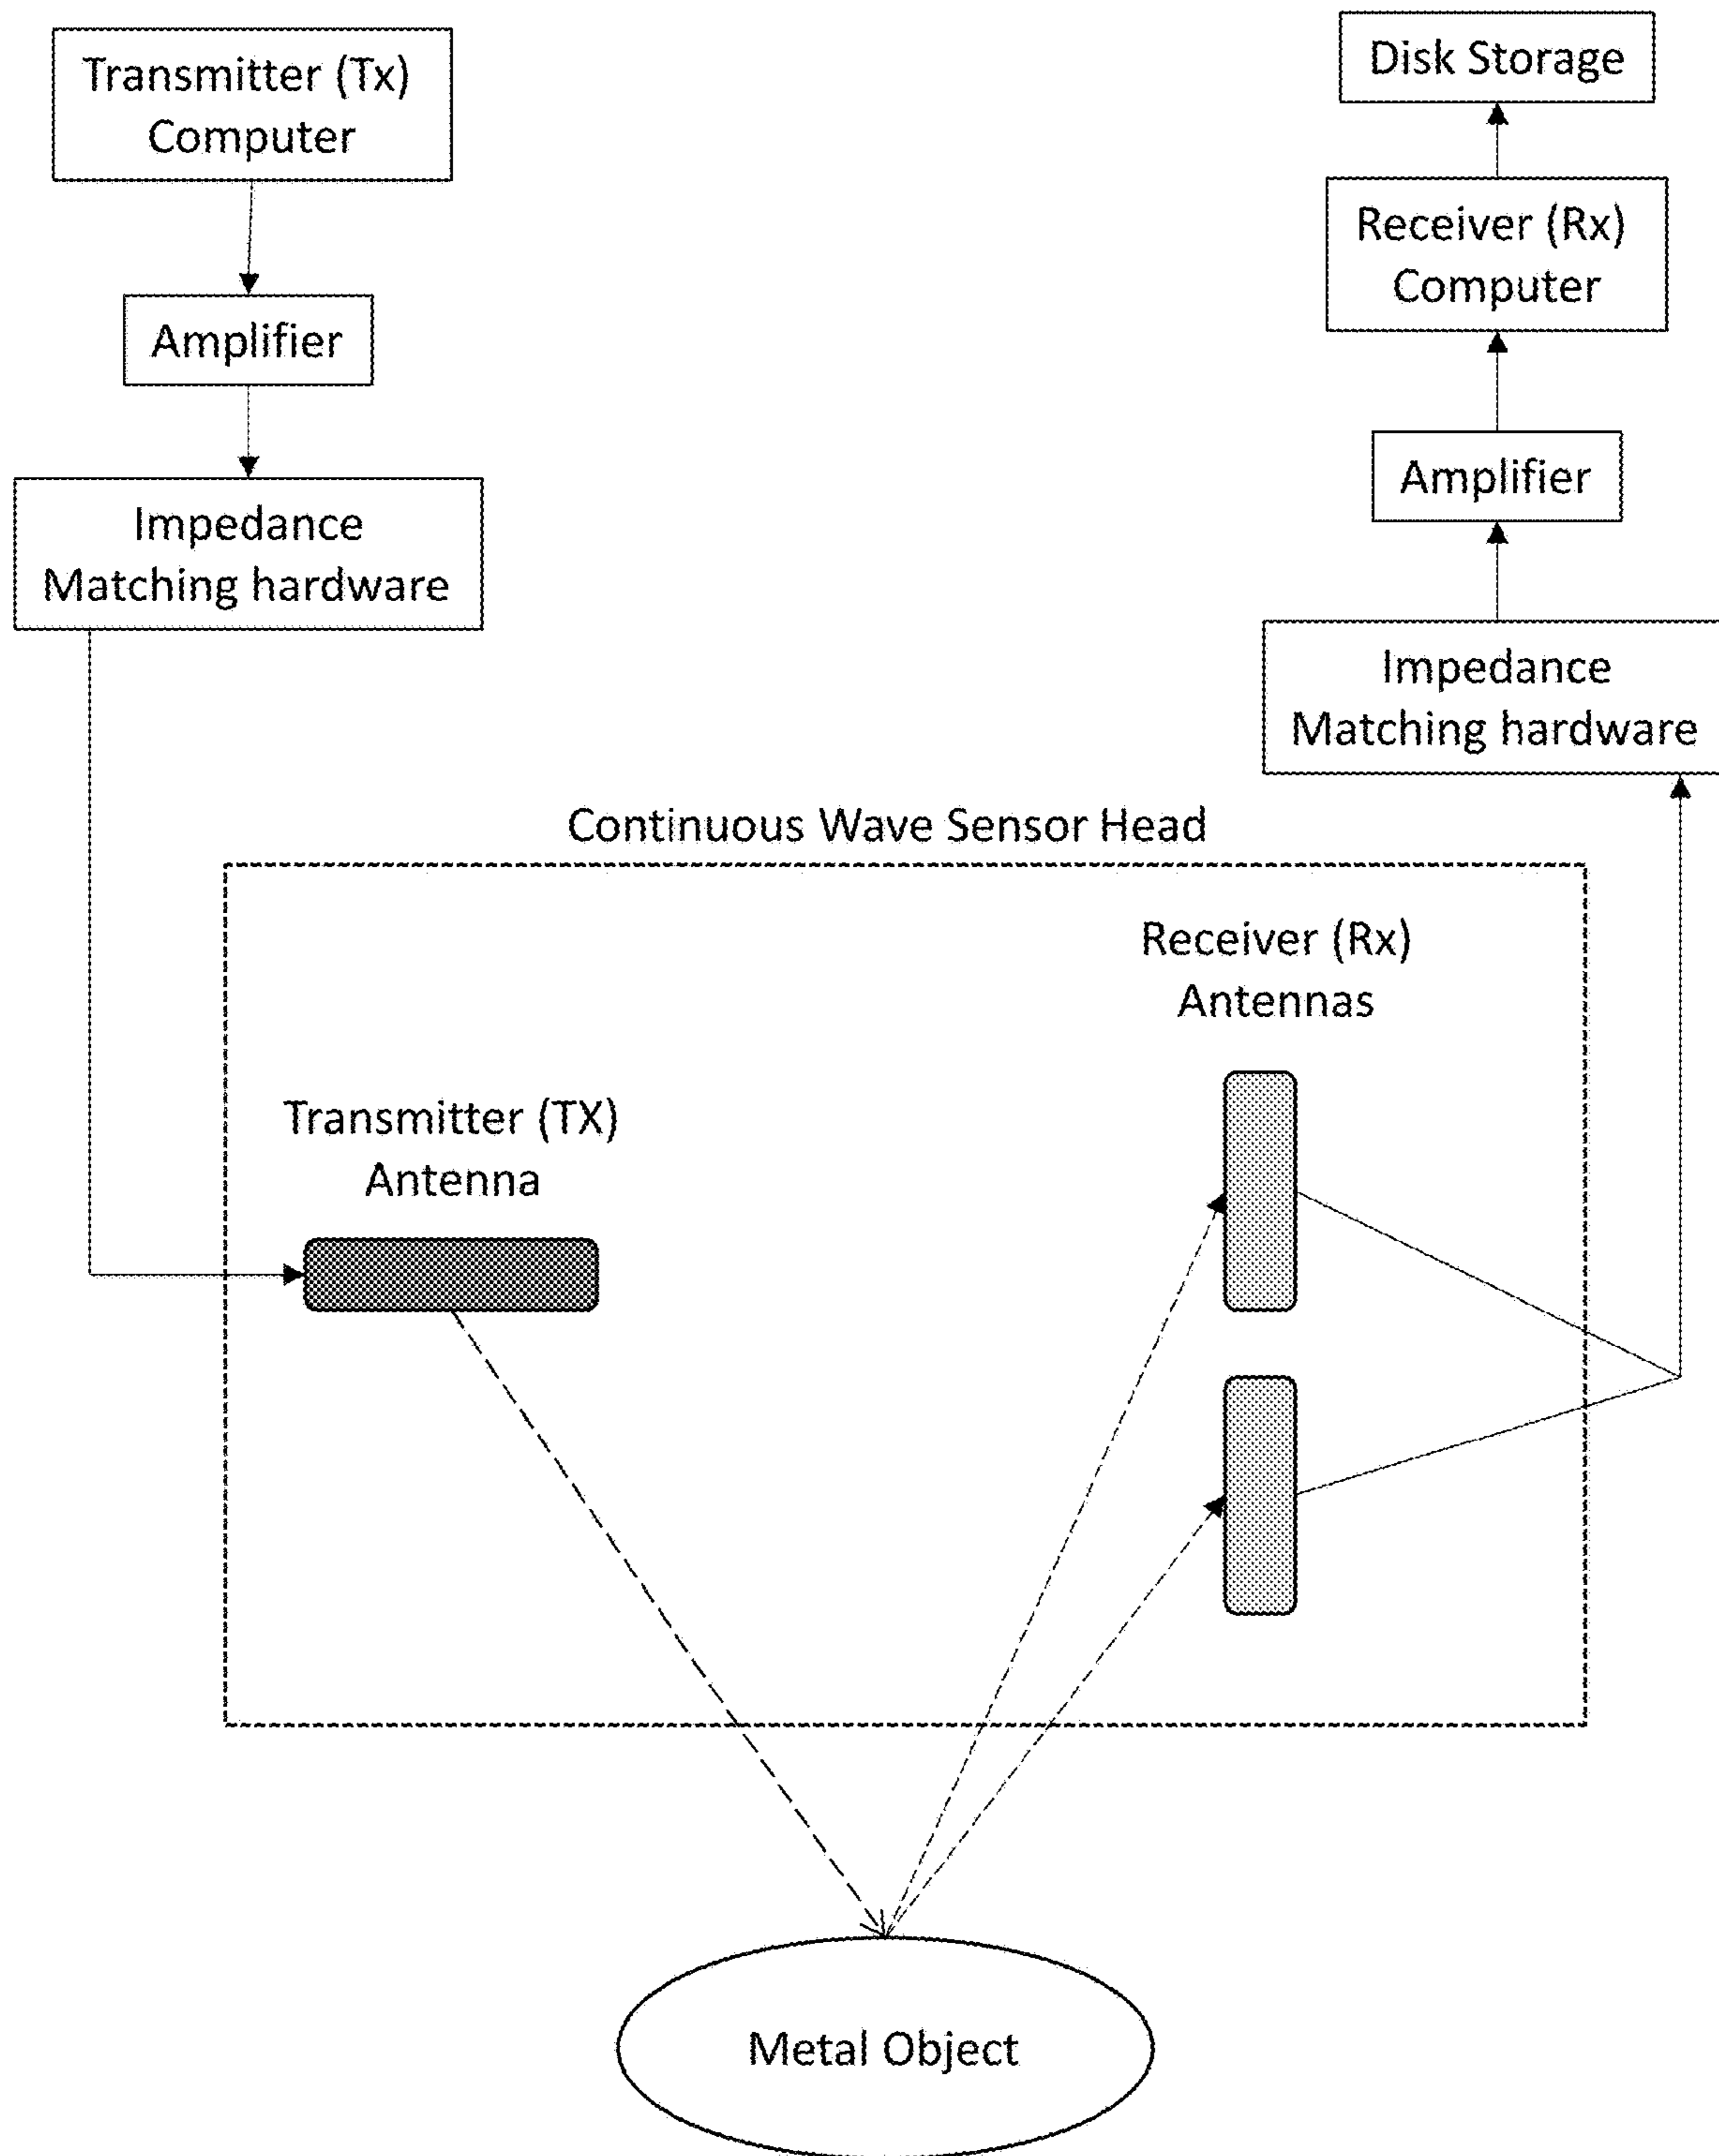 Transmitter (Tx)
Computer
Amplifier
Impedance
Matching hardware
Disk Storage
Receiver (Rx)
Computer
Amplifier
Impedance
Matching hardware
Continuous Wave Sensor Head
Receiver (Rx)
Antennas
Transmitter (TX)
Antenna
Metal Object